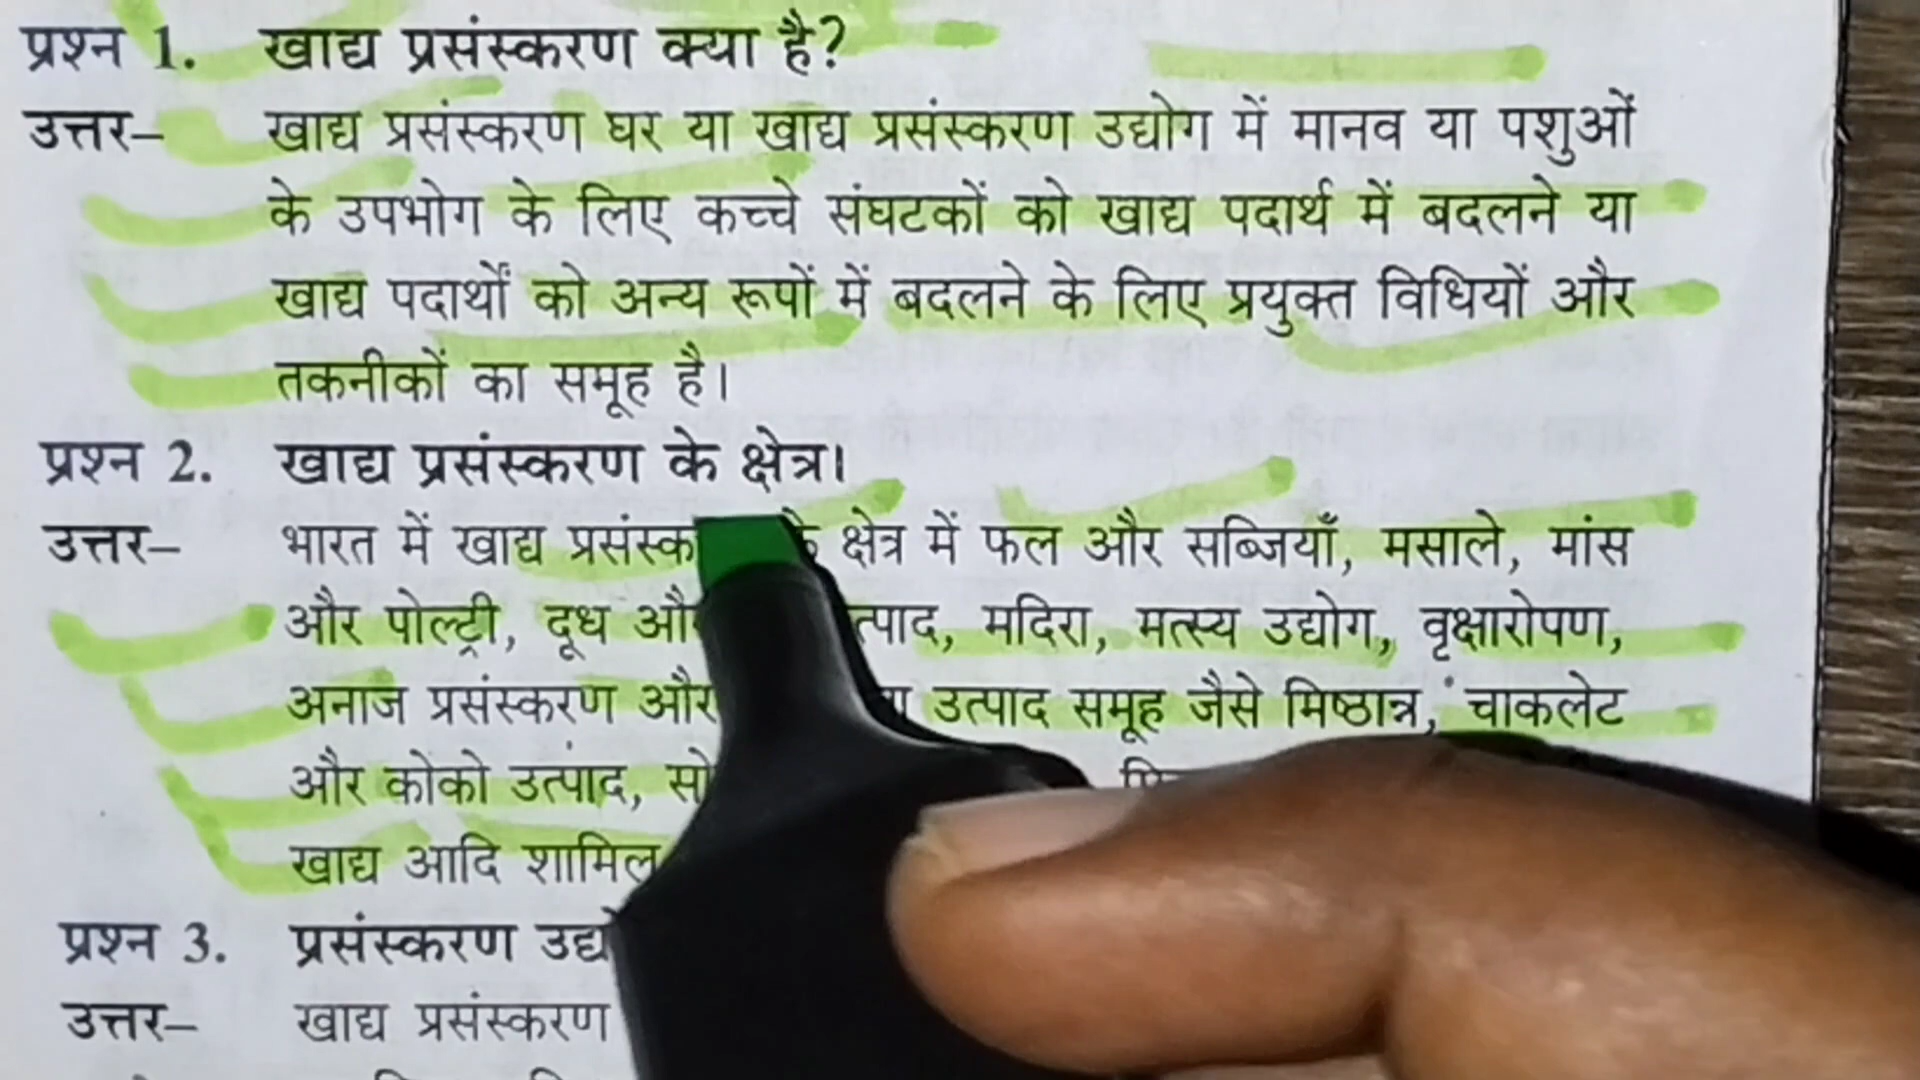 प्रश्न 1. खाद्य प्रसंस्करण क्या है?
उत्तर– खाद्य प्रसंस्करण घर या खाद्य प्रसंस्करण उद्योग में मानव या पशुओं
के उपभोग के लिए कच्चे संघटकों को खाद्य पदार्थ में बदलने या
खाद्य पदार्थों को अन्य रूपों में बदलने के लिए प्रयुक्त विधियों और
तकनीकों का समूह है।
प्रश्न 2. खाद्य प्रसंस्करण के क्षेत्र।
उत्तर– भारत में खाद्य क्षेत्र में फल और सब्जियाँ, मसाले, मांस
और पोल्ट्री, दूध मदिरा, मत्स्य उद्योग, वृक्षारोपण,
अनाज प्रसंस्करण और उत्पाद समूह जैसे मिष्ठान्न, चाकलेट
और कोको उत्पाद,
खाद्य आदि शामिल
प्रश्न 3. प्रसंस्करण
उत्तर– खाद्य प्रसंस्करण